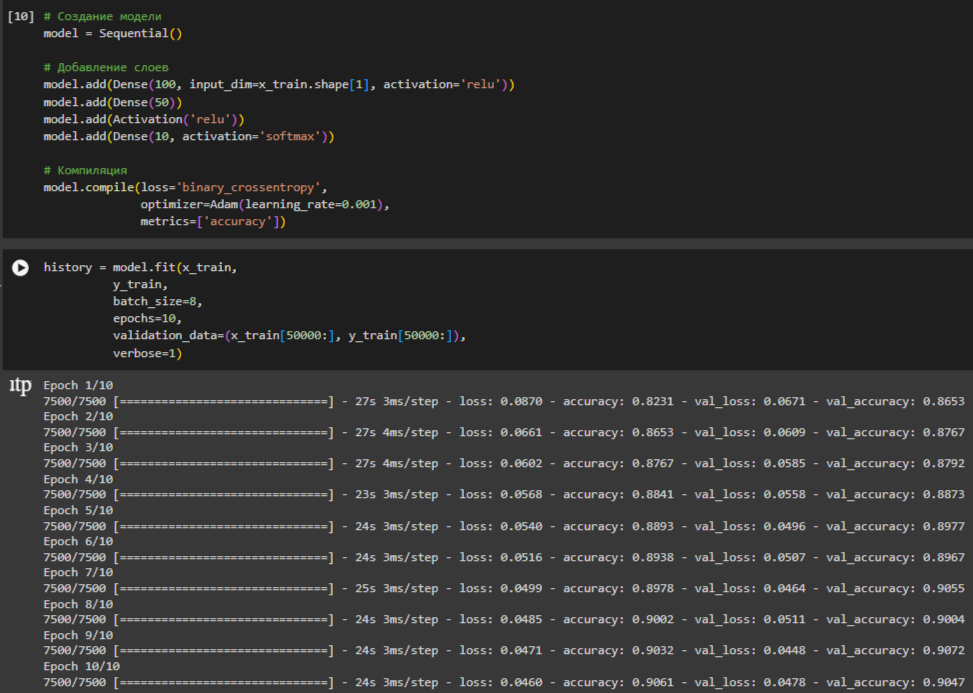 [10] # Создание модели
model = Sequential()
# Добавление слоев
model.add(Dense(100, input_dim=x_train.shape[1], activation='relu'))
model.add(Dense(50))
model.add(Activation('relu'))
model.add(Dense(10, activation='softmax'))
# Компиляция
model.compile(loss='binary_crossentropy',
optimizer=Adam(learning_rate=0.001),
metrics=['accuracy'])
history = model.fit(x_train,
y_train,
batch_size=8,
epochs=10,
validation_data=(x_train[50000:], y_train[50000:]),
verbose=1)
ıtp Epoch 1/10
7500/7500 [==============================] - 27s 3ms/step - loss: 0.0870 - accuracy: 0.8231 - val_loss: 0.0671 - val_accuracy: 0.8653
Epoch 2/10
7500/7500 [==============================] - 27s 4ms/step - loss: 0.0661 - accuracy: 0.8653 - val_loss: 0.0609 - val_accuracy: 0.8767
Epoch 3/10
7500/7500 [==============================] - 27s 4ms/step - loss: 0.0602 - accuracy: 0.8767 - val_loss: 0.0585 - val_accuracy: 0.8792
Epoch 4/10
7500/7500 [==============================] - 23s 3ms/step - loss: 0.0568 - accuracy: 0.8841 - val_loss: 0.0558 - val_accuracy: 0.8873
Epoch 5/10
7500/7500 [==============================] - 24s 3ms/step - loss: 0.0540 - accuracy: 0.8893 - val_loss: 0.0496 - val_accuracy: 0.8977
Epoch 6/10
7500/7500 [==============================] - 24s 3ms/step - loss: 0.0516 - accuracy: 0.8938 - val_loss: 0.0507 - val_accuracy: 0.8967
Epoch 7/10
7500/7500 [==============================] - 25s 3ms/step - loss: 0.0499 - accuracy: 0.8978 - val_loss: 0.0464 - val_accuracy: 0.9055
Epoch 8/10
7500/7500 [==============================] - 24s 3ms/step - loss: 0.0485 - accuracy: 0.9002 - val_loss: 0.0511 - val_accuracy: 0.9004
Epoch 9/10
7500/7500 [==============================] - 24s 3ms/step - loss: 0.0471 - accuracy: 0.9032 - val_loss: 0.0448 - val_accuracy: 0.9072
Epoch 10/10
7500/7500 [==============================] - 24s 3ms/step - loss: 0.0460 - accuracy: 0.9061 - val_loss: 0.0478 - val_accuracy: 0.9047